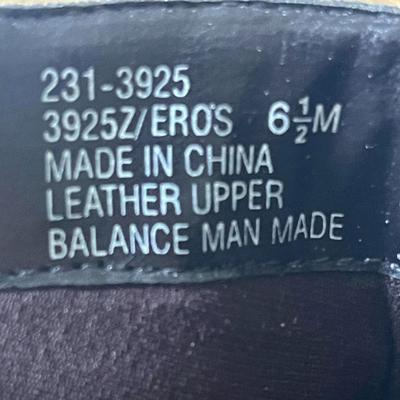 231-3925
3925Z/EROS 6½M
MADE IN CHINA
LEATHER UPPER
BALANCE MAN MADE